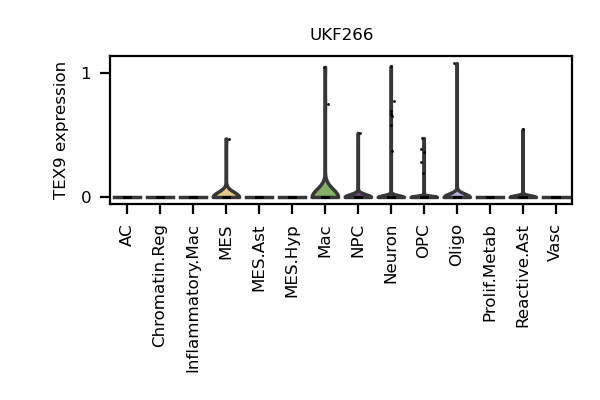 UKF266
TEX9 expression
1
0
AC
Chromatin.Reg
Inflammatory.Mac
MES
MES.Ast
MES.Hyp
Mac
NPC
Neuron
OPC
Oligo
Prolif.Metab
Reactive.Ast
Vasc